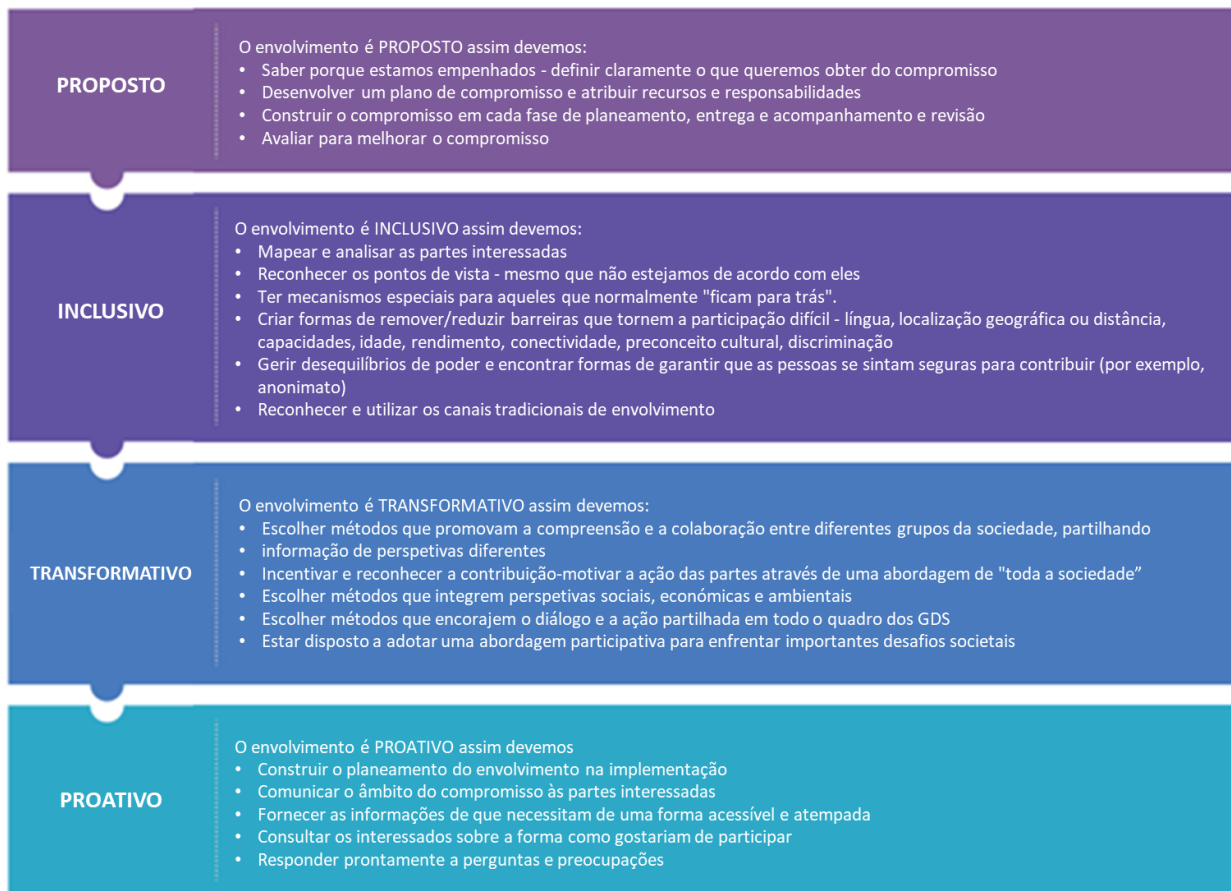 PROPOSTO
O envolvimento é PROPOSTO assim devemos:
• Saber porque estamos empenhados - definir claramente o que queremos obter do compromisso
• Desenvolver um plano de compromisso e atribuir recursos e responsabilidades
• Construir o compromisso em cada fase de planeamento, entrega e acompanhamento e revisão
• Avaliar para melhorar o compromisso
INCLUSIVO
O envolvimento é INCLUSIVO assim devemos:
• Mapear e analisar as partes interessadas
• Reconhecer os pontos de vista - mesmo que não estejamos de acordo com eles
• Ter mecanismos especiais para aqueles que normalmente "ficam para trás".
• Criar formas de remover/reduzir barreiras que tornem a participação difícil - língua, localização geográfica ou distância,
capacidades, idade, rendimento, conectividade, preconceito cultural, discriminação
• Gerir desequilíbrios de poder e encontrar formas de garantir que as pessoas se sintam seguras para contribuir (por exemplo,
anonimato)
• Reconhecer e utilizar os canais tradicionais de envolvimento
TRANSFORMATIVO
O envolvimento é TRANSFORMATIVO assim devemos:
• Escolher métodos que promovam a compreensão e a colaboração entre diferentes grupos da sociedade, partilhando
• informação de perspetivas diferentes
• Incentivar e reconhecer a contribuição-motivar a ação das partes através de uma abordagem de "toda a sociedade”
• Escolher métodos que integrem perspetivas sociais, económicas e ambientais
• Escolher métodos que encorajem o diálogo e a ação partilhada em todo o quadro dos GDS
• Estar disposto a adotar uma abordagem participativa para enfrentar importantes desafios societais
PROATIVO
O envolvimento é PROATIVO assim devemos
• Construir o planeamento do envolvimento na implementação
• Comunicar o âmbito do compromisso às partes interessadas
• Fornecer as informações de que necessitam de uma forma acessível e atempada
• Consultar os interessados sobre a forma como gostariam de participar
• Responder prontamente a perguntas e preocupações